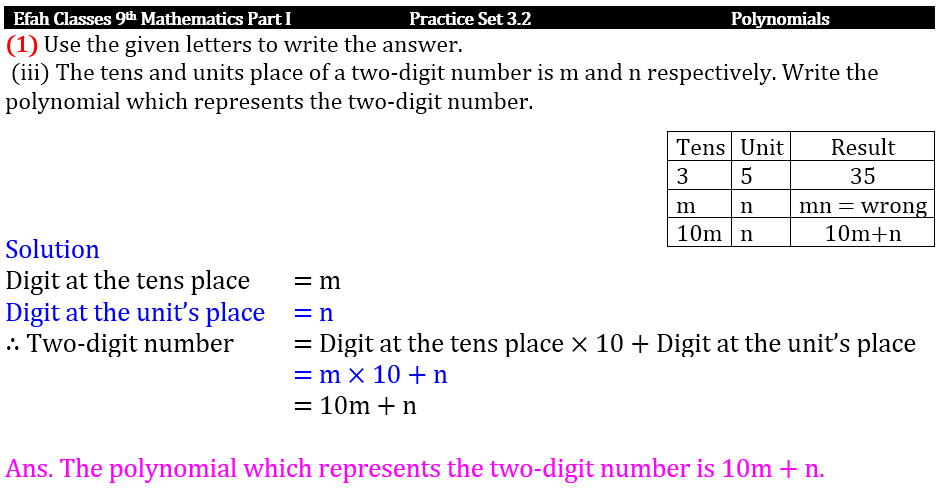 Efah Classes 9th Mathematics Part I Practice Set 3.2 Polynomials
(1) Use the given letters to write the answer.
(iii) The tens and units place of a two-digit number is m and n respectively. Write the
polynomial which represents the two-digit number.
Tens Unit Result
3 5 35
m n mn = wrong
10m n 10m+n
Solution
Digit at the tens place = m
Digit at the unit’s place = n
∴ Two-digit number = Digit at the tens place × 10 + Digit at the unit’s place
= m × 10 + n
= 10m + n
Ans. The polynomial which represents the two-digit number is 10m + n.